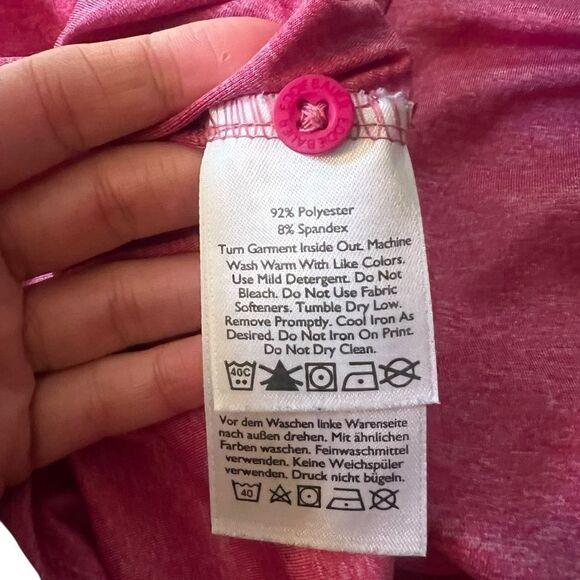 EDDIE BAUER
92% Polyester
8% Spandex
Turn Garment Inside Out. Machine
Wash Warm With Like Colors.
Use Mild Detergent. Do Not
Bleach. Do Not Use Fabric
Softeners. Tumble Dry Low.
Remove Promptly. Cool Iron As
Desired. Do Not Iron On Print.
Do Not Dry Clean.
40C
Vor dem Waschen linke Warenseite
nach außen drehen. Mit ähnlichen
Farben waschen. Feinwaschmittel
verwenden. Keine Weichspüler
verwenden. Druck nicht bügeln.
40